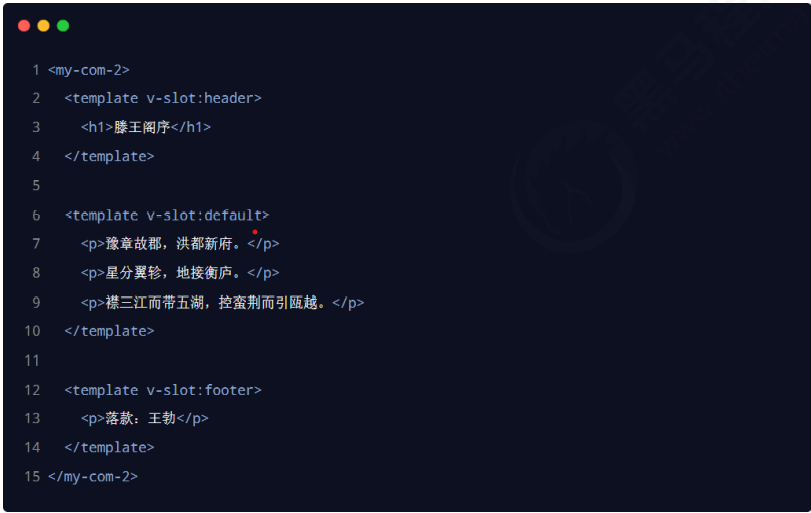 1 <my-com-2>
2   <template v-slot:header>
3     <h1>滕王阁序</h1>
4   </template>
5
6   <template v-slot:default>
7     <p>豫章故郡，洪都新府。</p>
8     <p>星分翼轸，地接衡庐。</p>
9     <p>襟三江而带五湖，控蛮荆而引瓯越。</p>
10   </template>
11
12   <template v-slot:footer>
13     <p>落款：王勃</p>
14   </template>
15 </my-com-2>